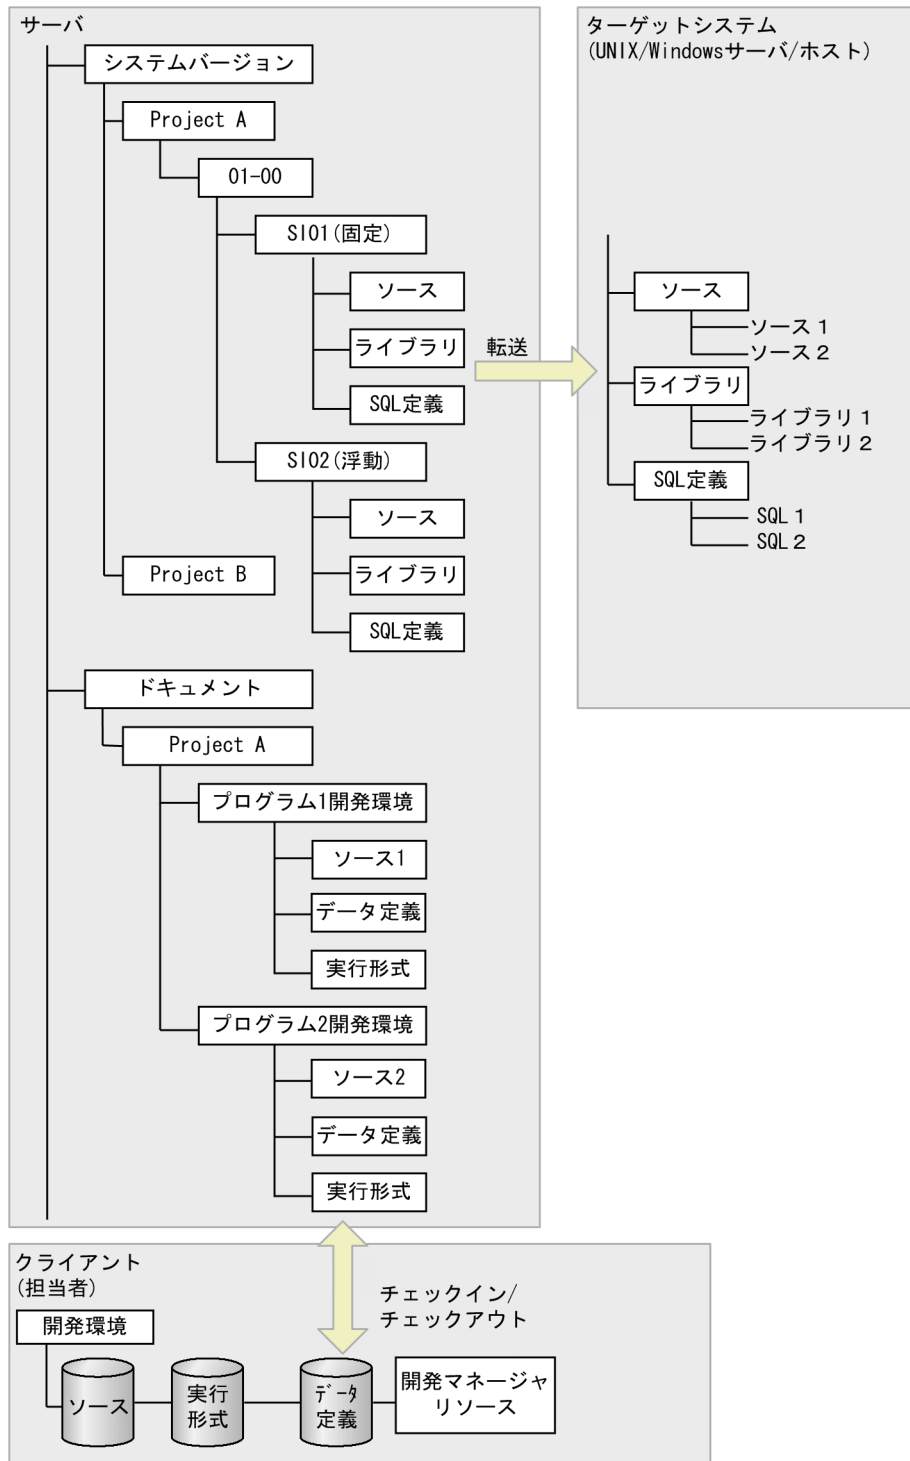 サーバ
システムバージョン
Project A
01-00
SI01(固定)
ソース
ライブラリ
SQL定義
SI02(浮動)
ソース
ライブラリ
SQL定義
Project B
ドキュメント
Project A
プログラム1開発環境
ソース1
データ定義
実行形式
プログラム2開発環境
ソース2
データ定義
実行形式
転送
ターゲットシステム
(UNIX/Windowsサーバ/ホスト)
ソース
ソース１
ソース２
ライブラリ
ライブラリ１
ライブラリ２
SQL定義
SQL１
SQL２
クライアント
(担当者)
開発環境
ソース
実行
形式
ﾃﾞｰﾀ
定義
開発マネージャ
リソース
チェックイン/
チェックアウト